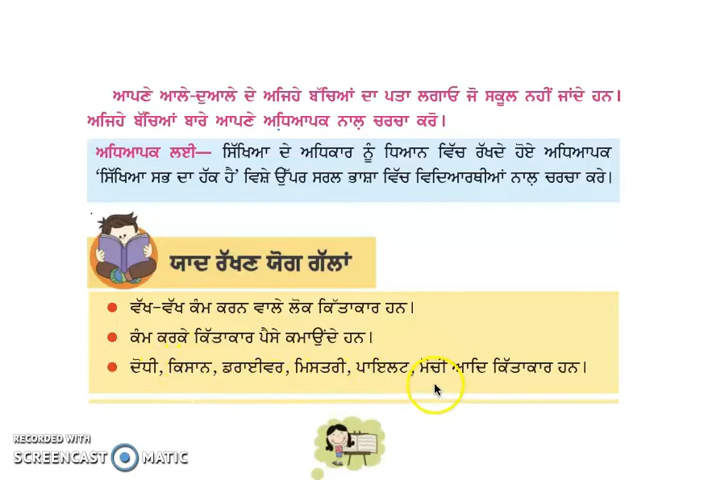 ਆਪਣੇ ਆਲੇ-ਦੁਆਲੇ ਦੇ ਅਜਿਹੇ ਬੱਚਿਆਂ ਦਾ ਪਤਾ ਲਗਾਓ ਜੋ ਸਕੂਲ ਨਹੀਂ ਜਾਂਦੇ ਹਨ।
ਅਜਿਹੇ ਬੱਚਿਆਂ ਬਾਰੇ ਆਪਣੇ ਅਧਿਆਪਕ ਨਾਲ਼ ਚਰਚਾ ਕਰੋ।
ਅਧਿਆਪਕ ਲਈ— ਸਿੱਖਿਆ ਦੇ ਅਧਿਕਾਰ ਨੂੰ ਧਿਆਨ ਵਿੱਚ ਰੱਖਦੇ ਹੋਏ ਅਧਿਆਪਕ
‘ਸਿੱਖਿਆ ਸਭ ਦਾ ਹੱਕ ਹੈ’ ਵਿਸ਼ੇ ਉੱਪਰ ਸਰਲ ਭਾਸ਼ਾ ਵਿੱਚ ਵਿਦਿਆਰਥੀਆਂ ਨਾਲ਼ ਚਰਚਾ ਕਰੇ।
ਯਾਦ ਰੱਖਣ ਯੋਗ ਗੱਲਾਂ
ਵੱਖ-ਵੱਖ ਕੰਮ ਕਰਨ ਵਾਲੇ ਲੋਕ ਕਿੱਤਾਕਾਰ ਹਨ।
ਕੰਮ ਕਰਕੇ ਕਿੱਤਾਕਾਰ ਪੈਸੇ ਕਮਾਉਂਦੇ ਹਨ।
ਦੋਧੀ, ਕਿਸਾਨ, ਡਰਾਈਵਰ, ਮਿਸਤਰੀ, ਪਾਇਲਟ, ਮੋਚੀ ਆਦਿ ਕਿੱਤਾਕਾਰ ਹਨ।
RECORDED WITH
SCREENCAST MATIC